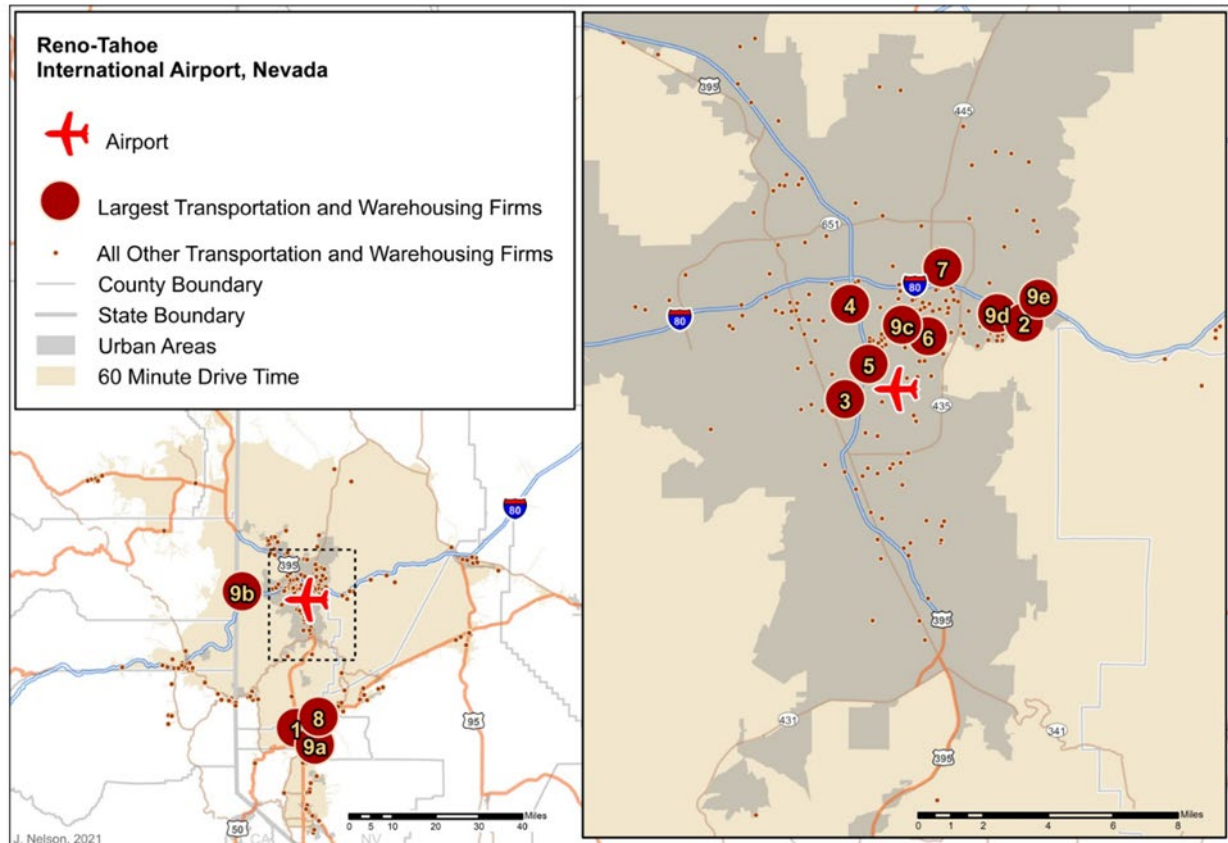 Reno-Tahoe
International Airport, Nevada
Airport
Largest Transportation and Warehousing Firms
All Other Transportation and Warehousing Firms
County Boundary
State Boundary
Urban Areas
60 Minute Drive Time
80
395
9b
1
8
9a
95
50
CA
NV
0 5 10 20 30 40
Miles
J. Nelson, 2021
395
445
651
7
80
9e
4
9d
2
80
9c
6
5
3
435
395
431
341
395
0 1 2 4 6 8
Miles